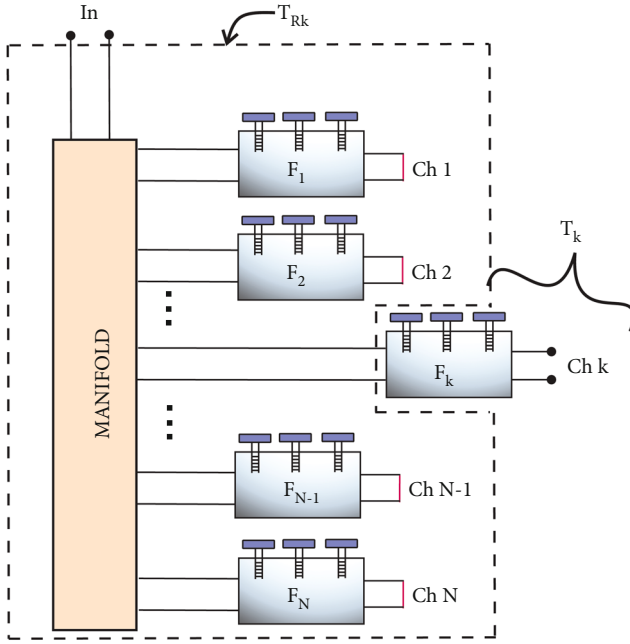 In
T_Rk
F_1
Ch 1
F_2
Ch 2
T_k
F_k
Ch k
MANIFOLD
F_N-1
Ch N-1
F_N
Ch N